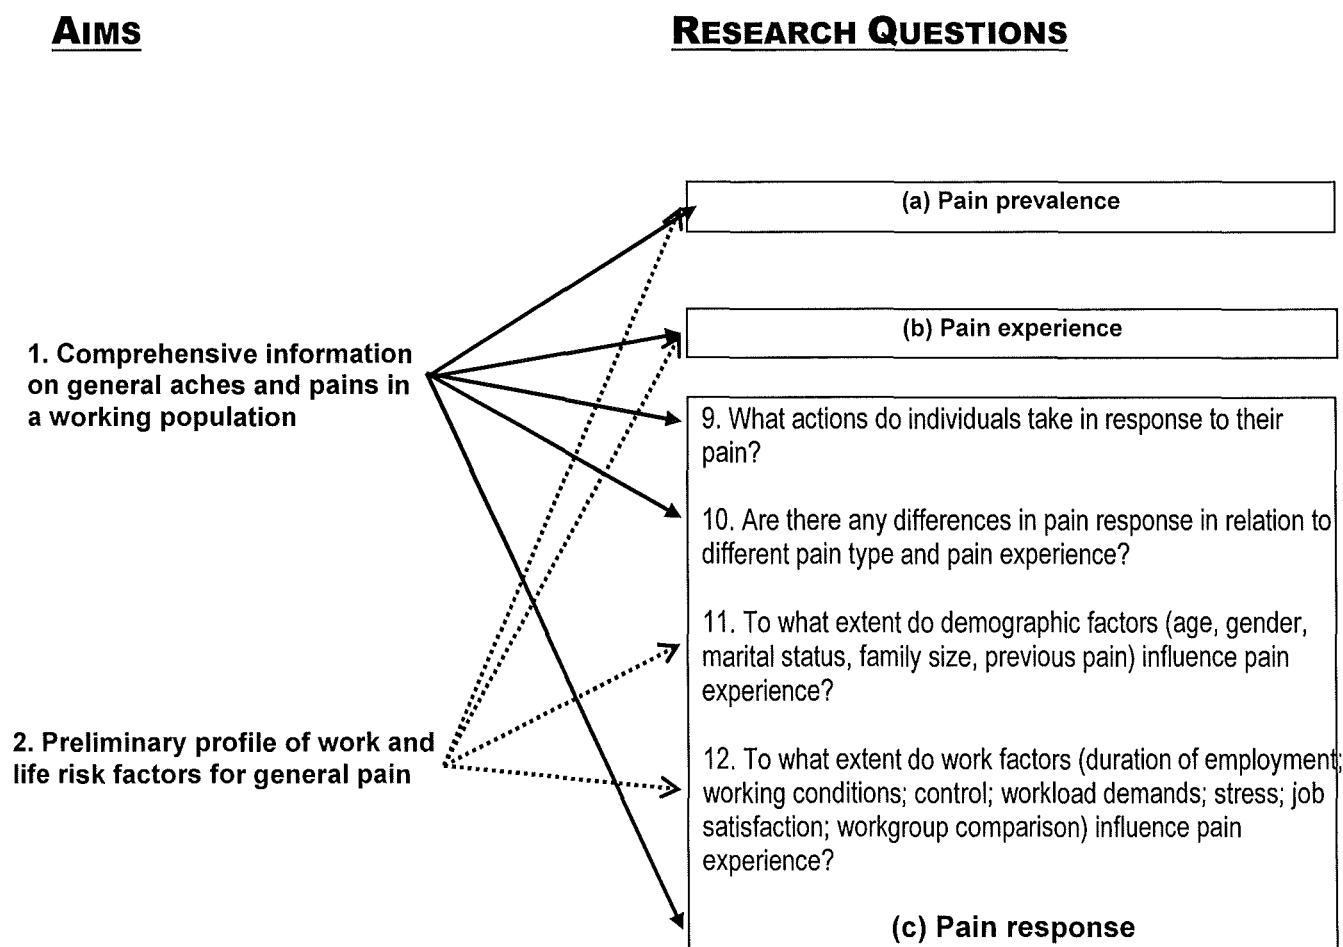 AIMS
RESEARCH QUESTIONS
(a) Pain prevalence
(b) Pain experience
1. Comprehensive information
on general aches and pains in
a working population
9. What actions do individuals take in response to their
pain?
10. Are there any differences in pain response in relation to
different pain type and pain experience?
11. To what extent do demographic factors (age, gender,
marital status, family size, previous pain) influence pain
experience?
2. Preliminary profile of work and
life risk factors for general pain
12. To what extent do work factors (duration of employment;
working conditions; control; workload demands; stress; job
satisfaction; workgroup comparison) influence pain
experience?
(c) Pain response